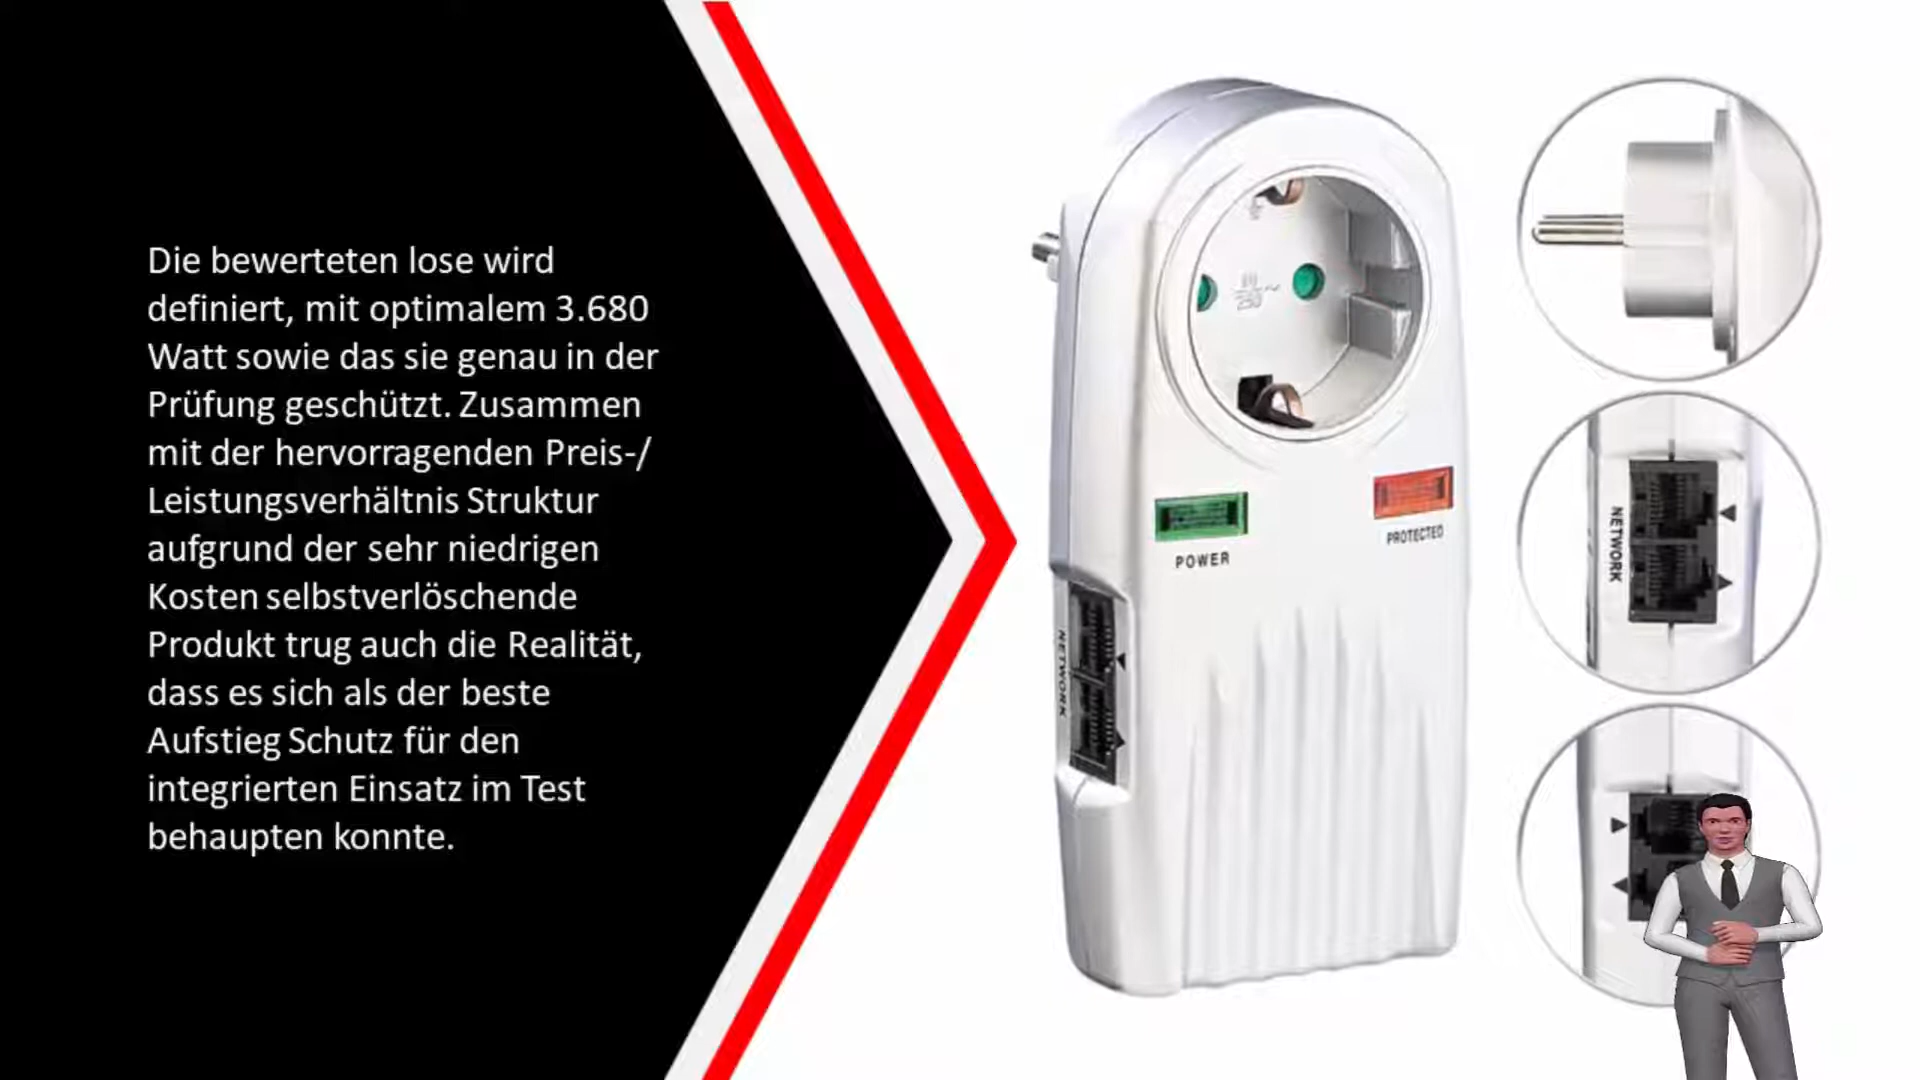 Die bewerteten lose wird
definiert, mit optimalem 3.680
Watt sowie das sie genau in der
Prüfung geschützt. Zusammen
mit der hervorragenden Preis-/
Leistungsverhältnis Struktur
aufgrund der sehr niedrigen
Kosten selbstverlöschende
Produkt trug auch die Realität,
dass es sich als der beste
Aufstieg Schutz für den
integrierten Einsatz im Test
behaupten konnte.
POWER
PROTECTED
NETWORK
NETWORK